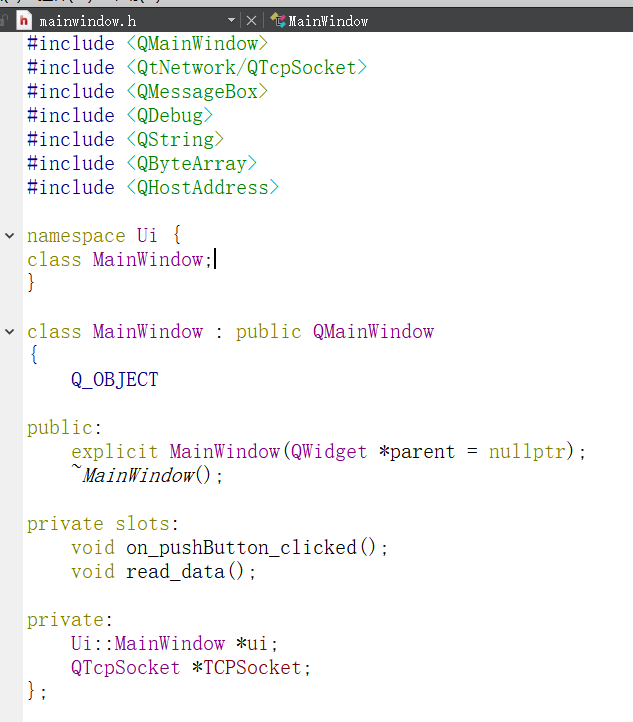 mainwindow.h MainWindow
#include <QMainWindow>
#include <QtNetwork/QTcpSocket>
#include <QMessageBox>
#include <QDebug>
#include <QString>
#include <QByteArray>
#include <QHostAddress>

namespace Ui {
class MainWindow;
}

class MainWindow : public QMainWindow
{
    Q_OBJECT

public:
    explicit MainWindow(QWidget *parent = nullptr);
    ~MainWindow();

private slots:
    void on_pushButton_clicked();
    void read_data();

private:
    Ui::MainWindow *ui;
    QTcpSocket *TCPSocket;
};